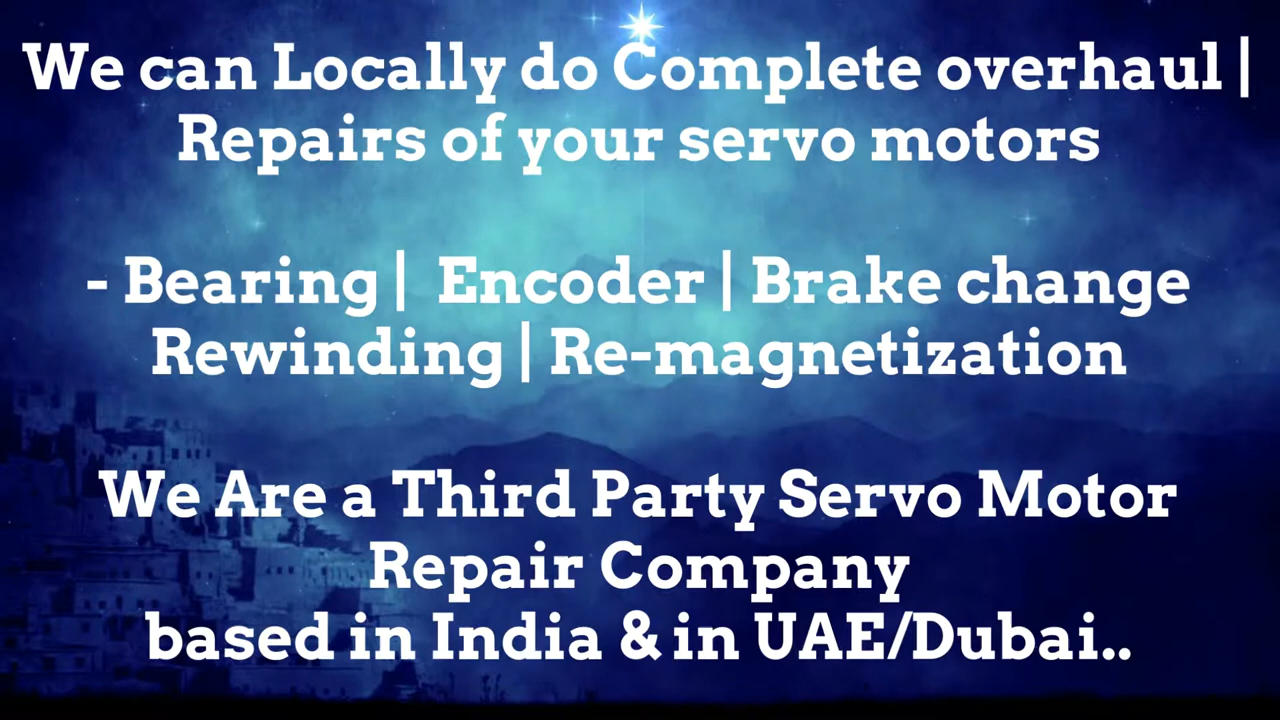 We can Locally do Complete overhaul |
Repairs of your servo motors
- Bearing | Encoder | Brake change
Rewinding | Re-magnetization
We Are a Third Party Servo Motor
Repair Company
based in India & in UAE/Dubai..